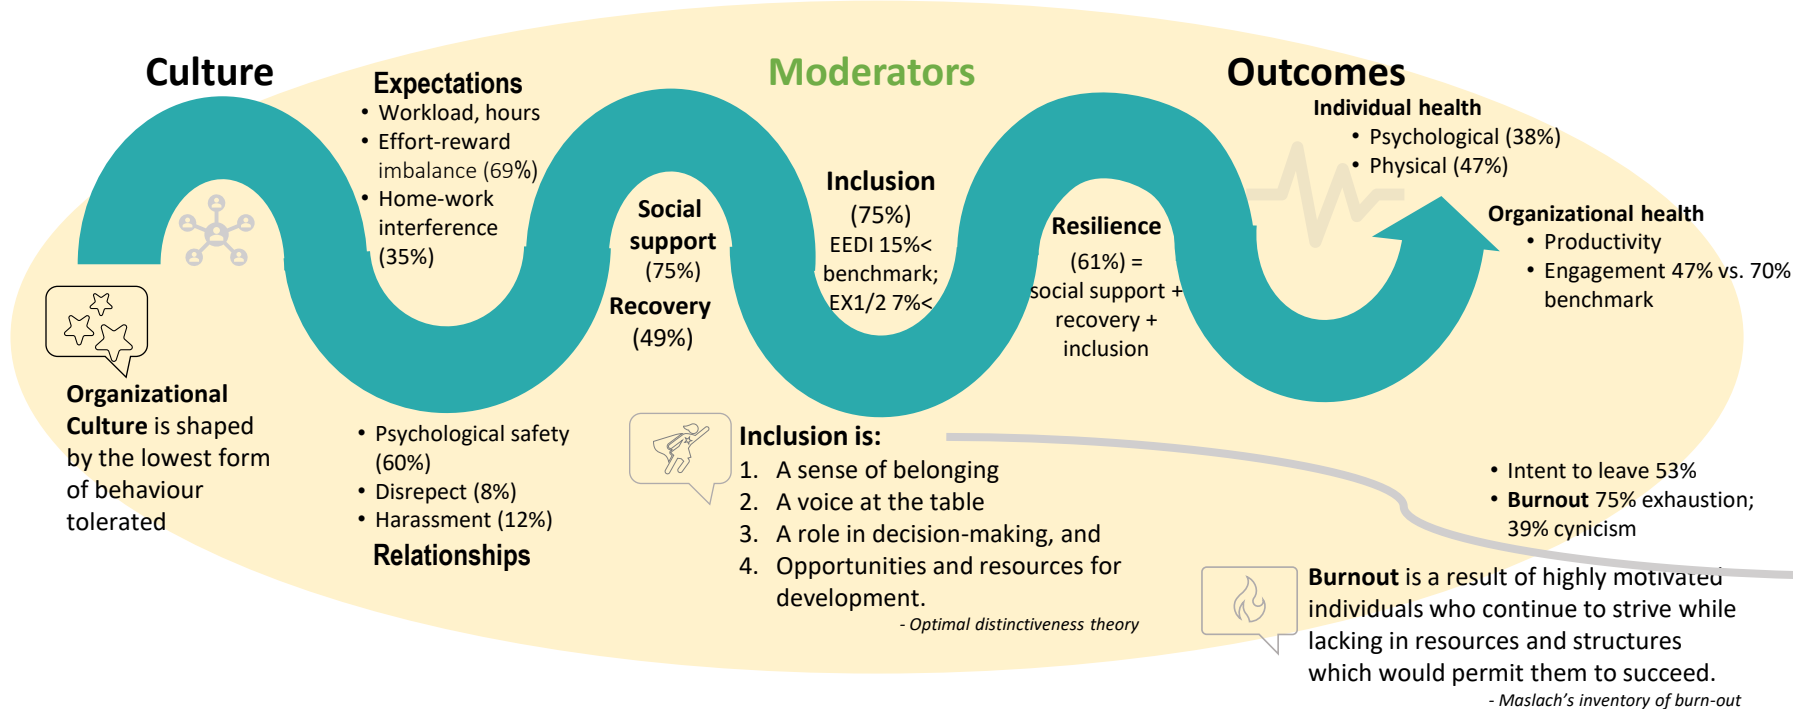 Culture
Expectations
• Workload, hours
• Effort-reward
imbalance (69%)
• Home-work
interference
(35%)
Organizational
Culture is shaped
by the lowest form
of behaviour
tolerated
• Psychological safety
(60%)
• Disrepect (8%)
• Harassment (12%)
Relationships
Moderators
Social
support
(75%)
Recovery
(49%)
Inclusion
(75%)
EEDI 15%<
benchmark;
EX1/2 7%<
Resilience
(61%) =
social support +
recovery +
inclusion
Inclusion is:
1. A sense of belonging
2. A voice at the table
3. A role in decision-making, and
4. Opportunities and resources for
development.
- Optimal distinctiveness theory
Outcomes
Individual health
• Psychological (38%)
• Physical (47%)
Organizational health
• Productivity
• Engagement 47% vs. 70%
benchmark
• Intent to leave 53%
• Burnout 75% exhaustion;
39% cynicism
Burnout is a result of highly motivated
individuals who continue to strive while
lacking in resources and structures
which would permit them to succeed.
- Maslach's inventory of burn-out